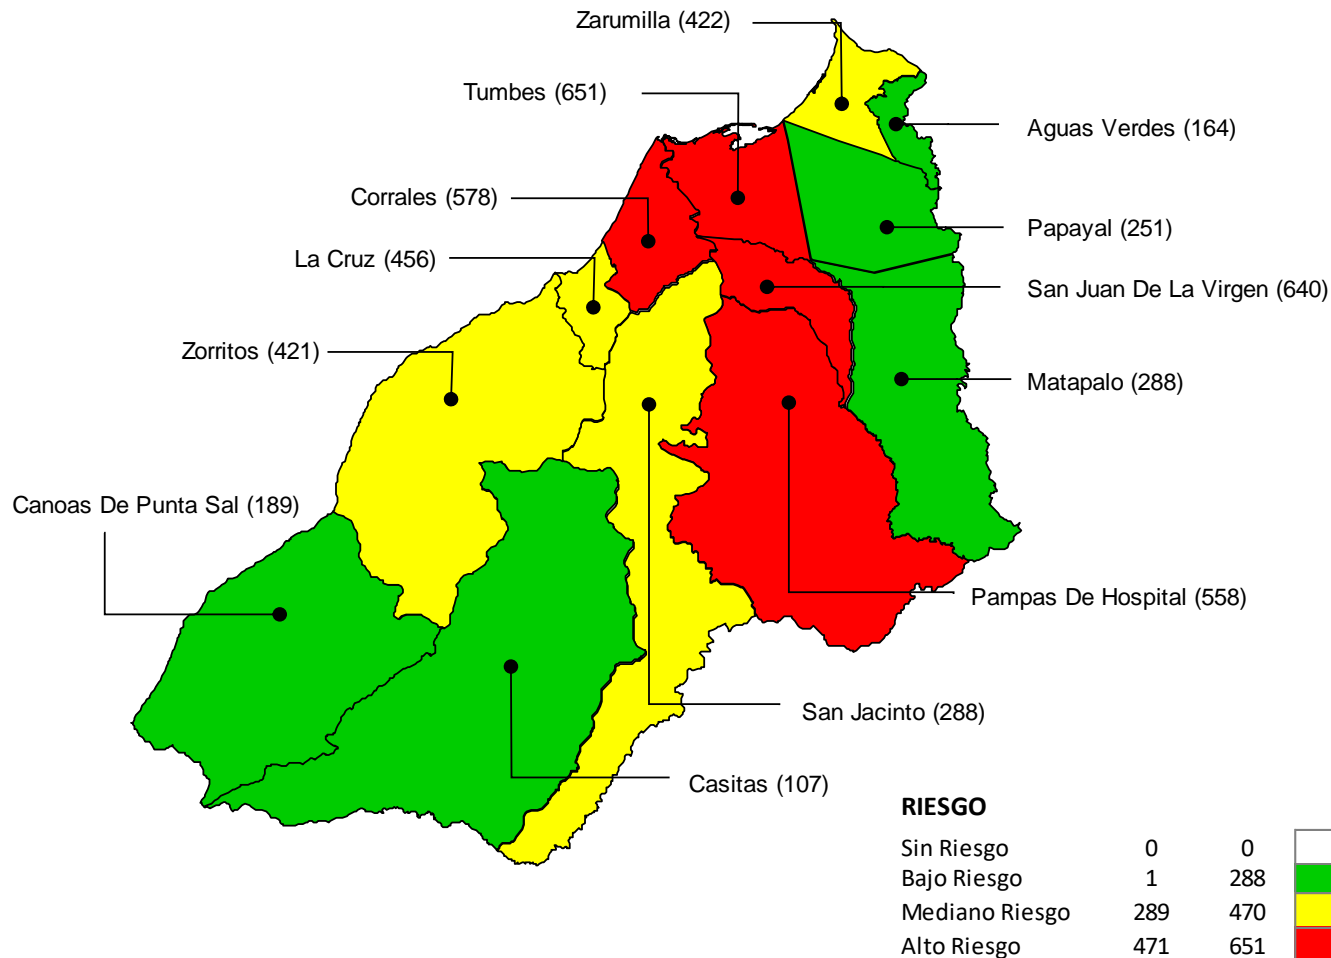 Zarumilla (422)
Tumbes (651)
Aguas Verdes (164)
Corrales (578)
Papayal (251)
La Cruz (456)
San Juan De La Virgen (640)
Zorritos (421)
Matapalo (288)
Canoas De Punta Sal (189)
Pampas De Hospital (558)
San Jacinto (288)
Casitas (107)
RIESGO
Sin Riesgo 0 0
Bajo Riesgo 1 288
Mediano Riesgo 289 470
Alto Riesgo 471 651